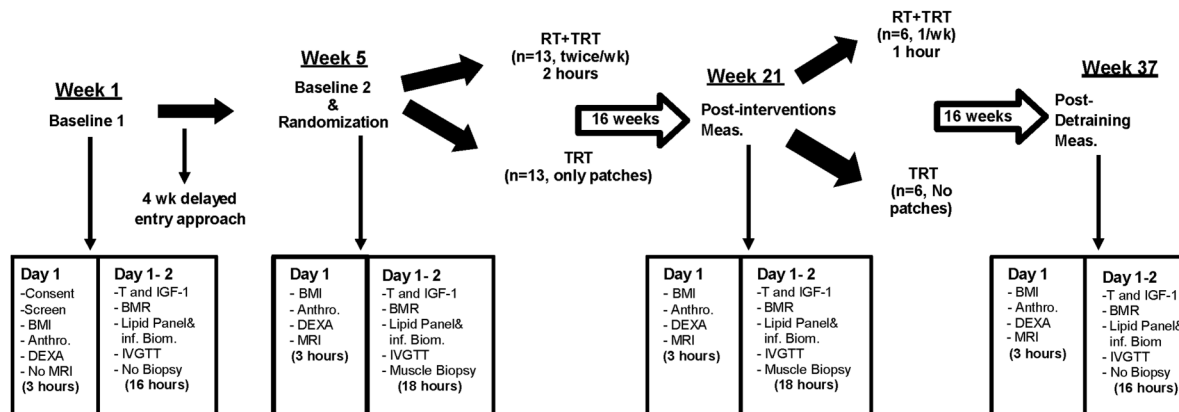 Week 1
Baseline 1
4 wk delayed
entry approach
Week 5
Baseline 2
&
Randomization
RT+TRT
(n=13, twice/wk)
2 hours
TRT
(n=13, only patches)
16 weeks
Week 21
Post-interventions
Meas.
RT+TRT
(n=6, 1/wk)
1 hour
TRT
(n=6, No
patches)
16 weeks
Week 37
Post-
Detraining
Meas.
Day 1
-Consent
-Screen
- BMI
- Anthro.
- DEXA
- No MRI
(3 hours)
Day 1- 2
-T and IGF-1
- BMR
- Lipid Panel&
inf. Biom.
- IVGTT
- No Biopsy
(16 hours)
Day 1
- BMI
- Anthro.
- DEXA
- MRI
(3 hours)
Day 1- 2
-T and IGF-1
- BMR
- Lipid Panel&
inf. Biom.
- IVGTT
- Muscle Biopsy
(18 hours)
Day 1
- BMI
- Anthro.
- DEXA
- MRI
(3 hours)
Day 1- 2
-T and IGF-1
- BMR
- Lipid Panel&
inf. Biom.
- IVGTT
- Muscle Biopsy
(18 hours)
Day 1
- BMI
- Anthro.
- DEXA
- MRI
(3 hours)
Day 1-2
-T and IGF-1
- BMR
- Lipid Panel&
inf. Biom
- IVGTT
- No Biopsy
(16 hours)